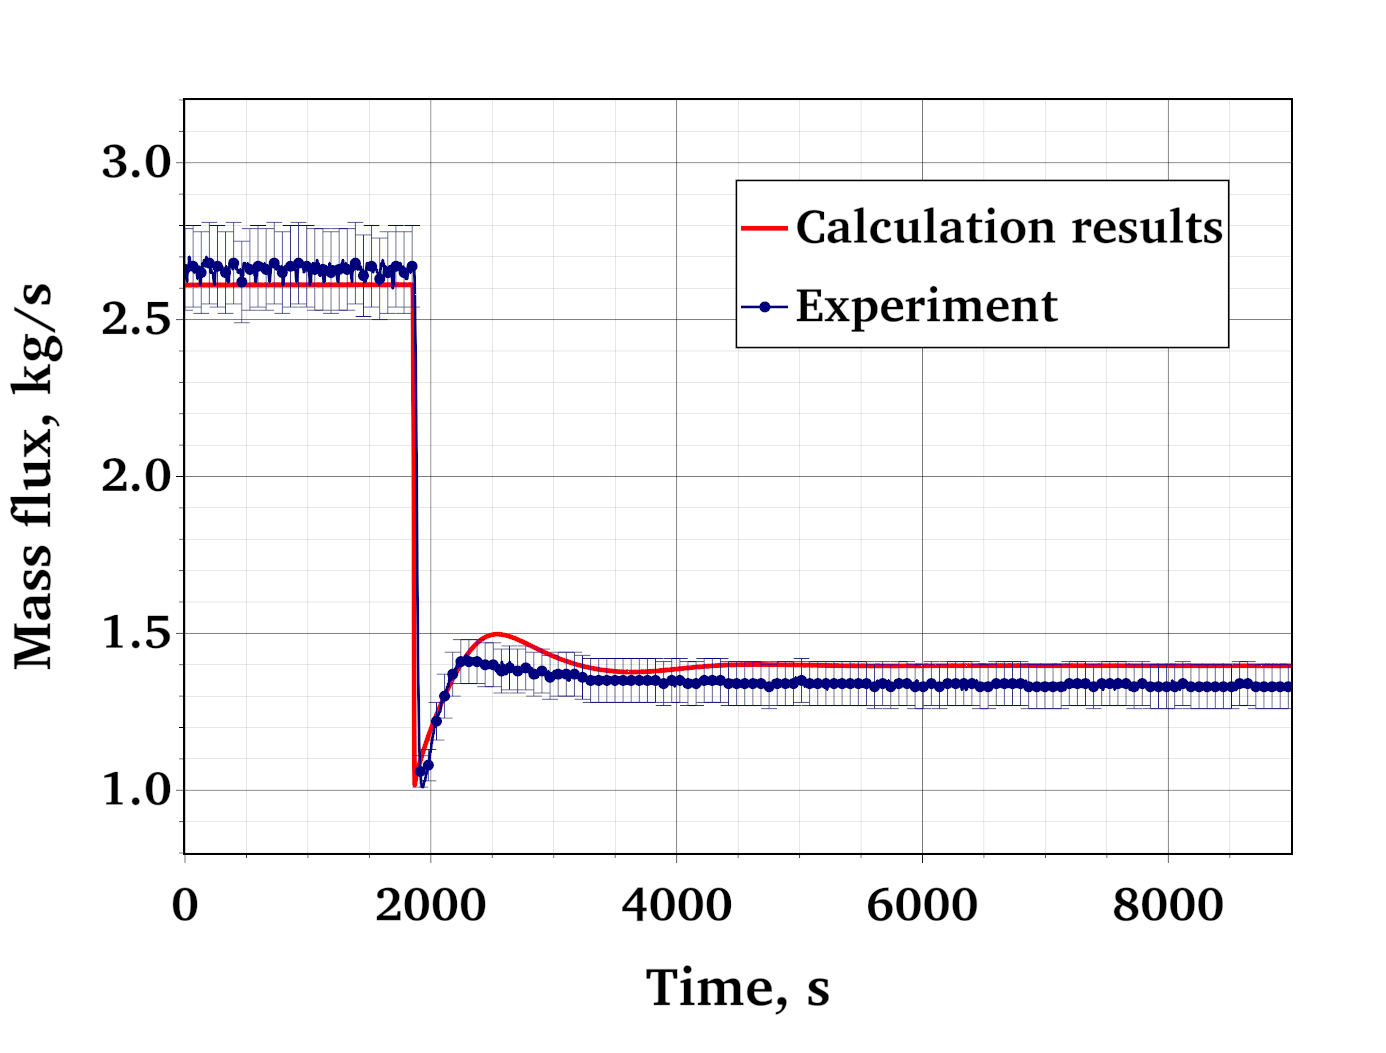 3.0
2.5
2.0
1.5
1.0
Mass flux, kg/s
Calculation results
Experiment
0 2000 4000 6000 8000
Time, s